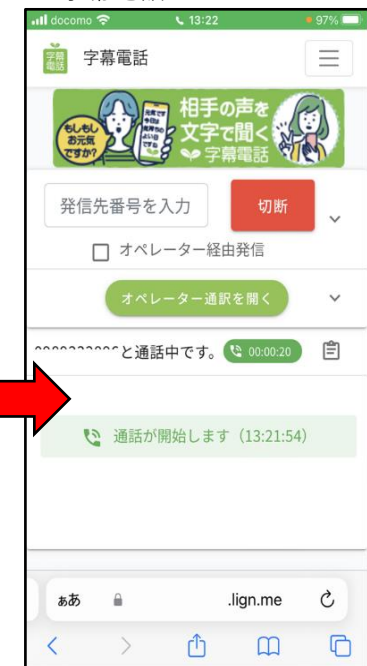 docomo 13:22 97%
字幕電話 字幕電話
もしもし お元気ですか?
相手の声を
文字で聞く
字幕電話
発信先番号を入力 切断
オペレーター経由発信
オペレーター通訳を開く
と通話中です。 00:00:20
通話が開始します（13:21:54）
ぁあ .lign.me